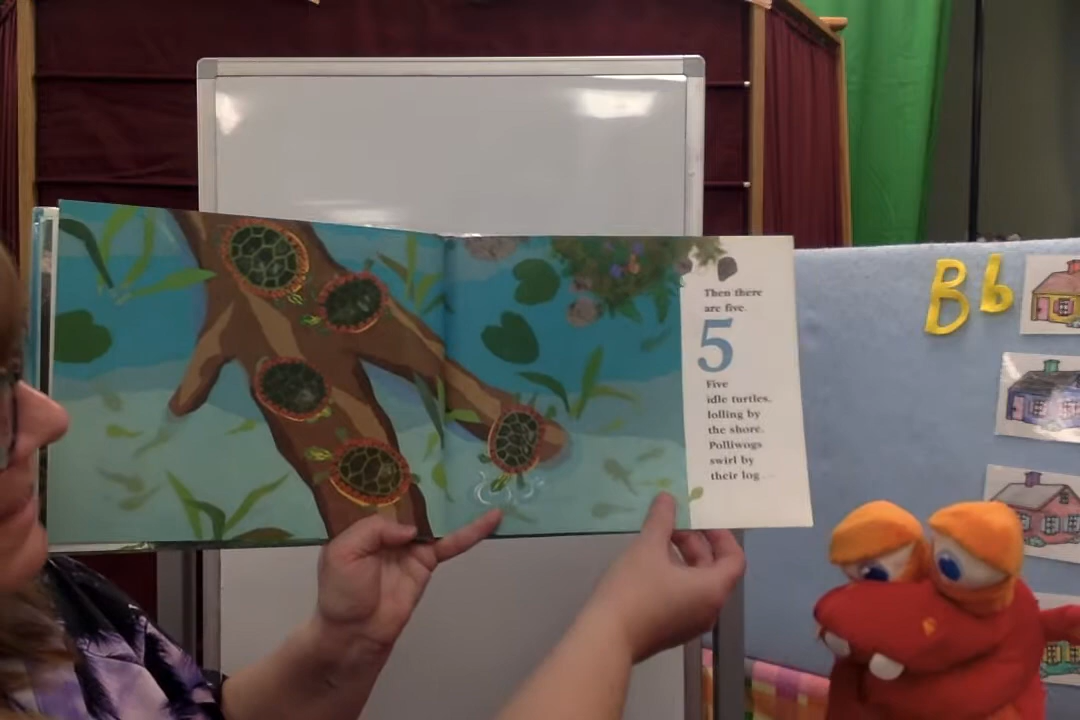 Then there
are five.
5
Five
idle turtles,
lolling by
the shore.
Polliwogs
swirl by
their log...
Bb